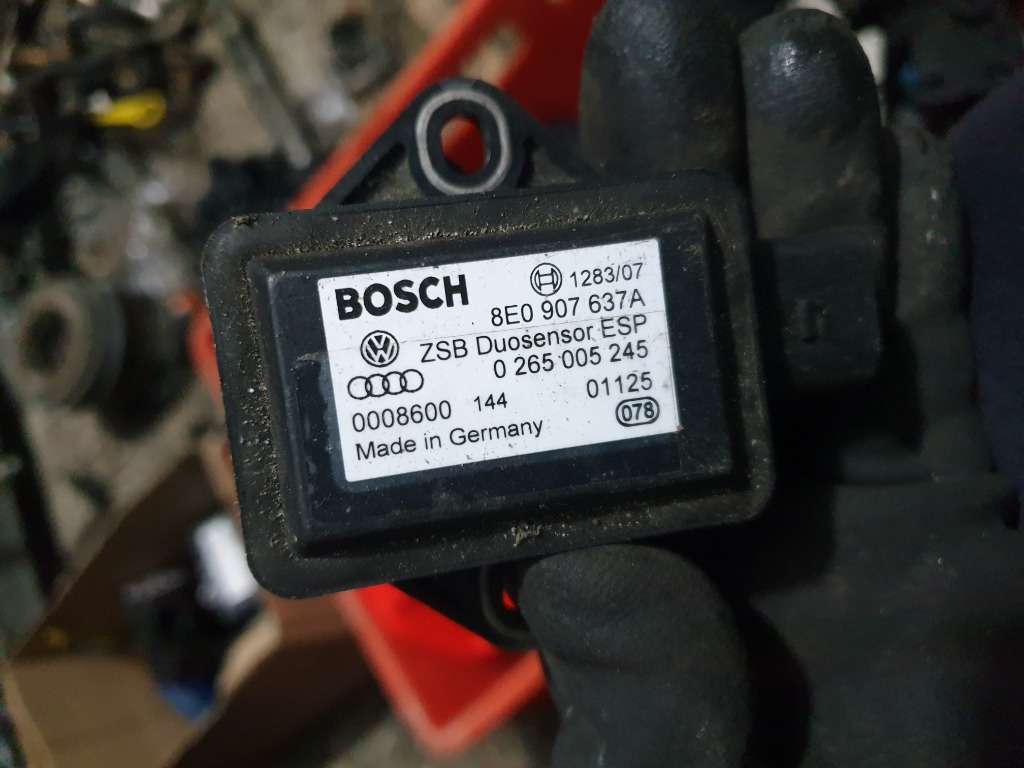 BOSCH 1283/07
8E0 907 637A
ZSB Duosensor ESP
0 265 005 245
0008600 144 01125
Made in Germany 078